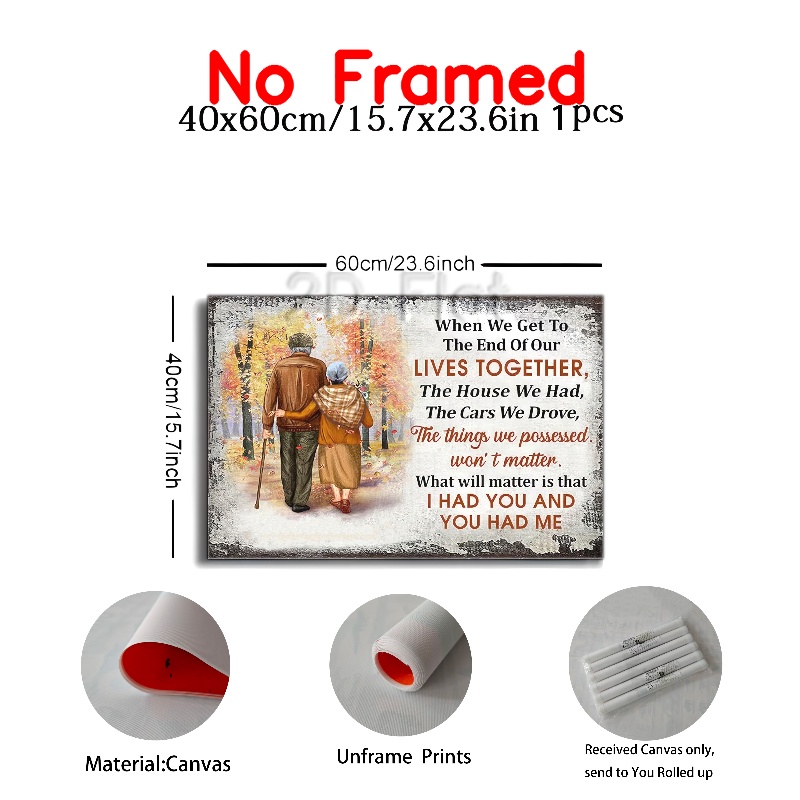 No Framed
40x60cm/15.7x23.6in 1pcs
60cm/23.6inch
2D Flat
40cm/15.7inch
When We Get To
The End Of Our
LIVES TOGETHER,
The House We Had,
The Cars We Drove,
The things we possessed.
won't matter.
What will matter is that
I HAD YOU AND
YOU HAD ME
Material:Canvas
Unframe Prints
Received Canvas only,
send to You Rolled up